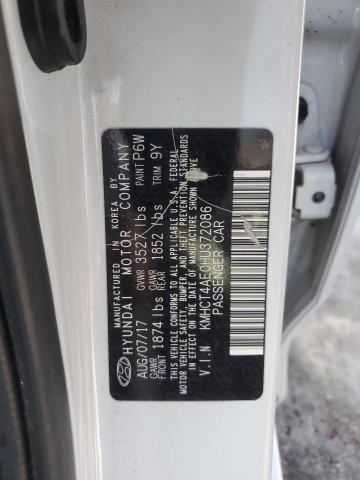 MANUFACTURED IN KOREA BY
HYUNDAI MOTOR COMPANY
AUG/07/17 GVWR 3527 lbs PAINT P6W
GAWR FRONT 1874 lbs GAWR REAR 1852 lbs TRIM 9Y
THIS VEHICLE CONFORMS TO ALL APPLICABLE U.S.A. FEDERAL
MOTOR VEHICLE SAFETY, BUMPER, AND THEFT PREVENTION STANDARDS
IN EFFECT ON THE DATE OF MANUFACTURE SHOWN ABOVE
V.I.N KMHCT4AE0HU372086
PASSENGER CAR